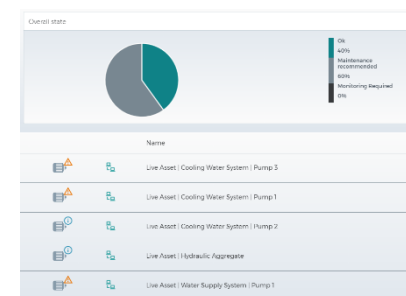 Overall state
Ok
40%
Maintenance
recommended
60%
Monitoring Required
0%
Name
Live Asset | Cooling Water System | Pump 3
Live Asset | Cooling Water System | Pump 1
Live Asset | Cooling Water System | Pump 2
Live Asset | Hydraulic Aggregate
Live Asset | Water Supply System | Pump 1